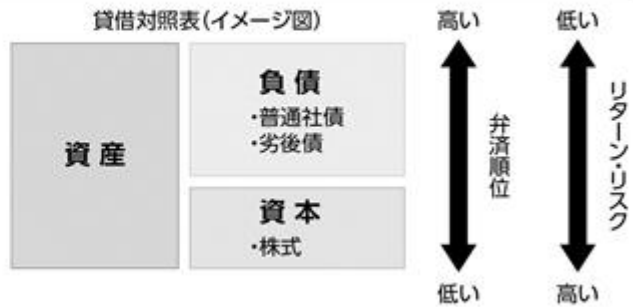 貸借対照表(イメージ図)
資産
負債
・普通社債
・劣後債
資本
・株式
高い
弁済順位
低い
低い
リターン・リスク
高い